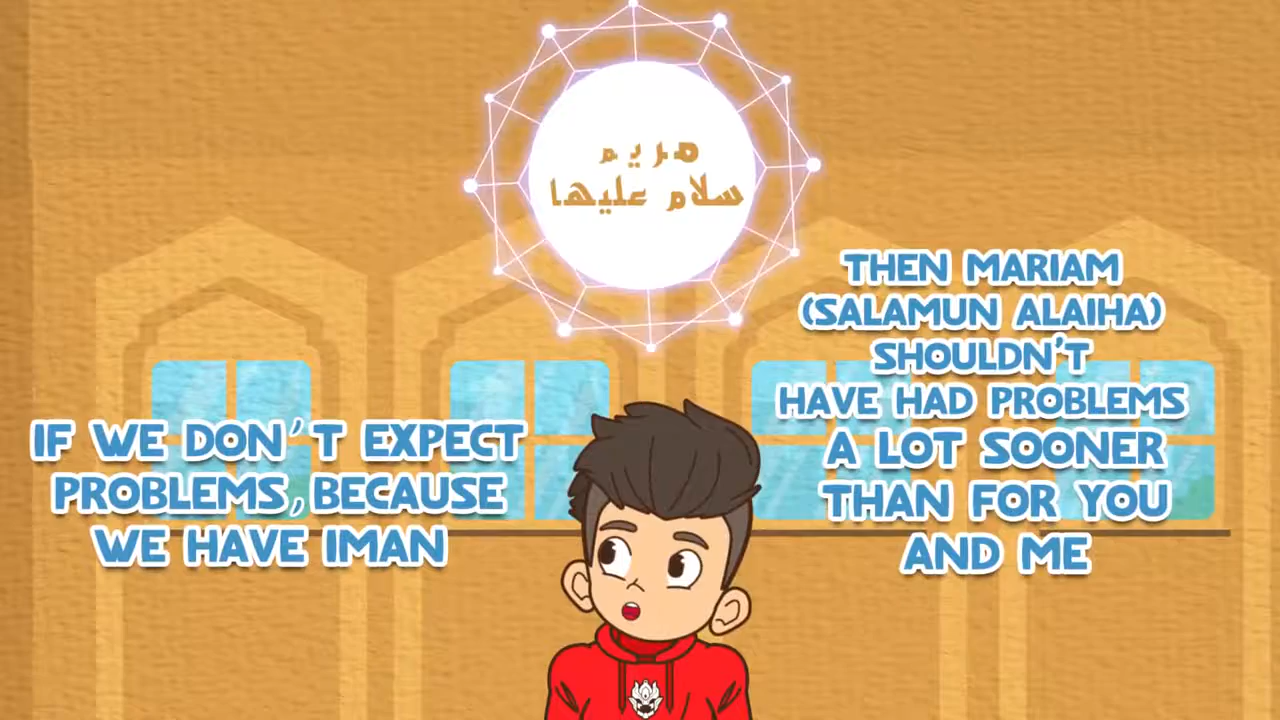 مريم
سلام عليها
IF WE DON'T EXPECT
PROBLEMS, BECAUSE
WE HAVE IMAN
THEN MARIAM
(SALAMUN ALAIHA)
SHOULDN'T
HAVE HAD PROBLEMS
A LOT SOONER
THAN FOR YOU
AND ME